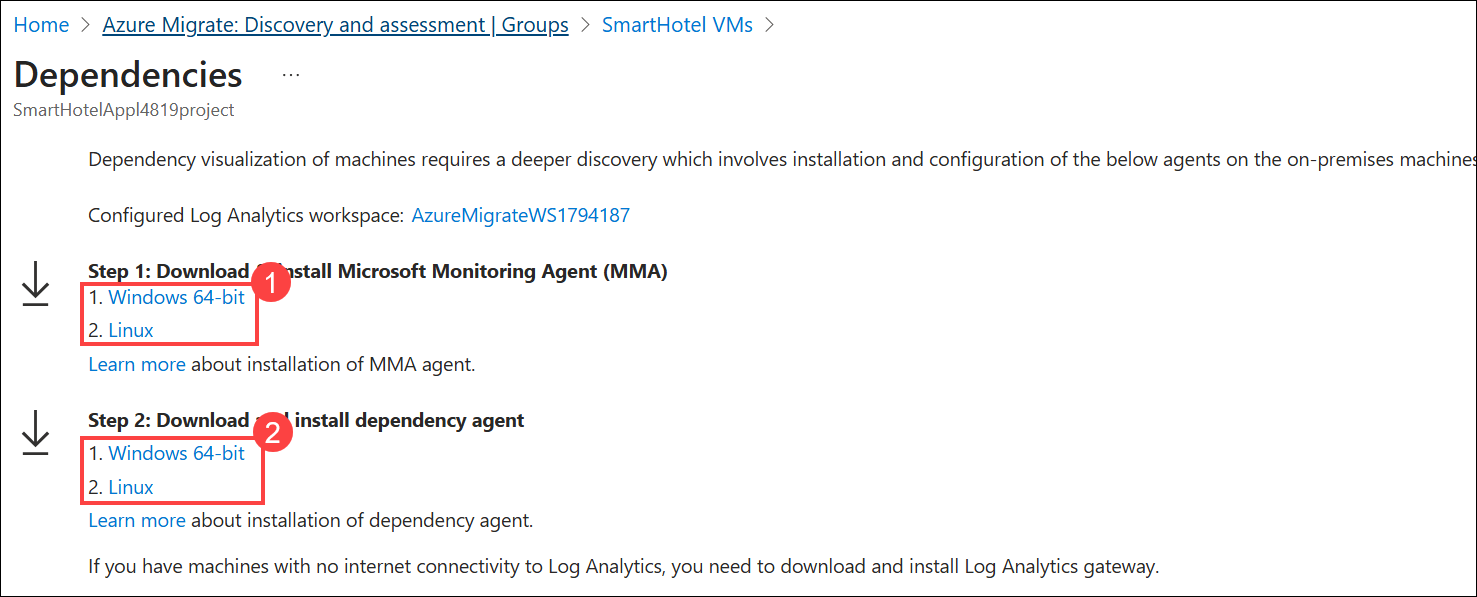 Home > Azure Migrate: Discovery and assessment | Groups > SmartHotel VMs >
Dependencies ...
SmartHotelAppl4819project
Dependency visualization of machines requires a deeper discovery which involves installation and configuration of the below agents on the on-premises machines
Configured Log Analytics workspace: AzureMigrateWS1794187
Step 1: Download install Microsoft Monitoring Agent (MMA)
1
1. Windows 64-bit
2. Linux
Learn more about installation of MMA agent.
Step 2: Download and install dependency agent
2
1. Windows 64-bit
2. Linux
Learn more about installation of dependency agent.
If you have machines with no internet connectivity to Log Analytics, you need to download and install Log Analytics gateway.